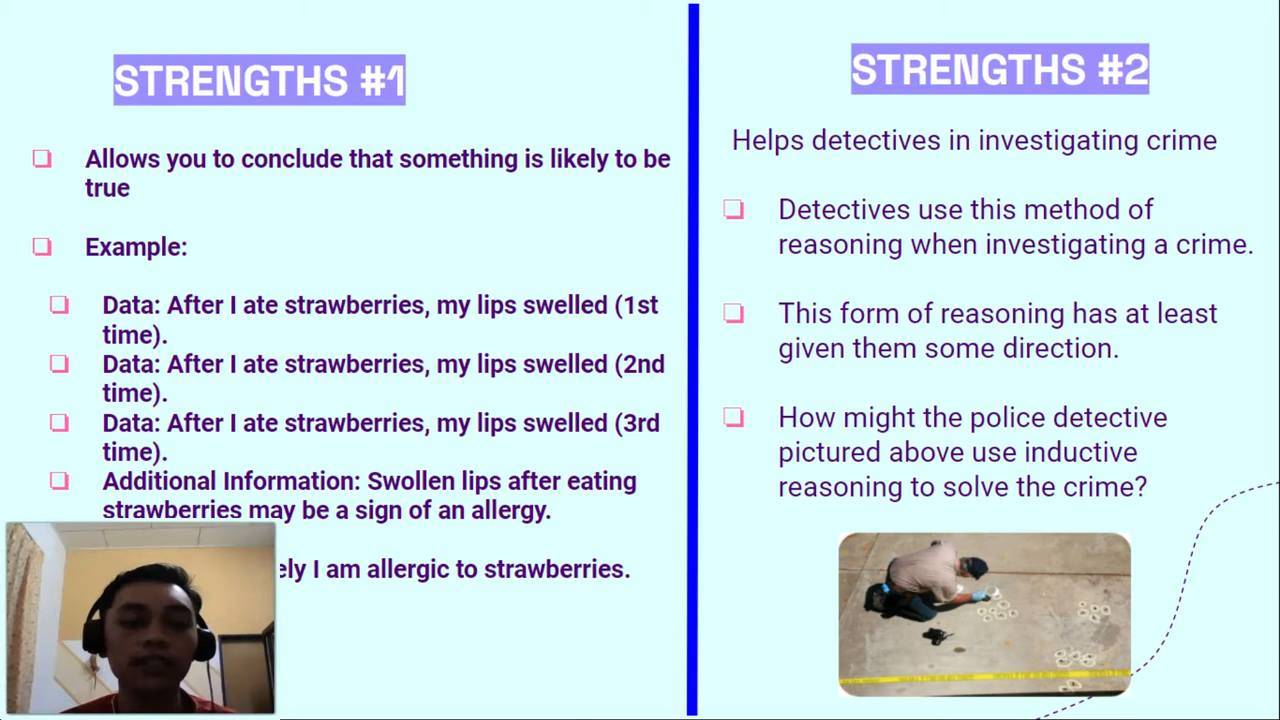 STRENGTHS #1
Allows you to conclude that something is likely to be
true
Example:
Data: After I ate strawberries, my lips swelled (1st
time).
Data: After I ate strawberries, my lips swelled (2nd
time).
Data: After I ate strawberries, my lips swelled (3rd
time).
Additional Information: Swollen lips after eating
strawberries may be a sign of an allergy.
ely I am allergic to strawberries.
STRENGTHS #2
Helps detectives in investigating crime
Detectives use this method of
reasoning when investigating a crime.
This form of reasoning has at least
given them some direction.
How might the police detective
pictured above use inductive
reasoning to solve the crime?